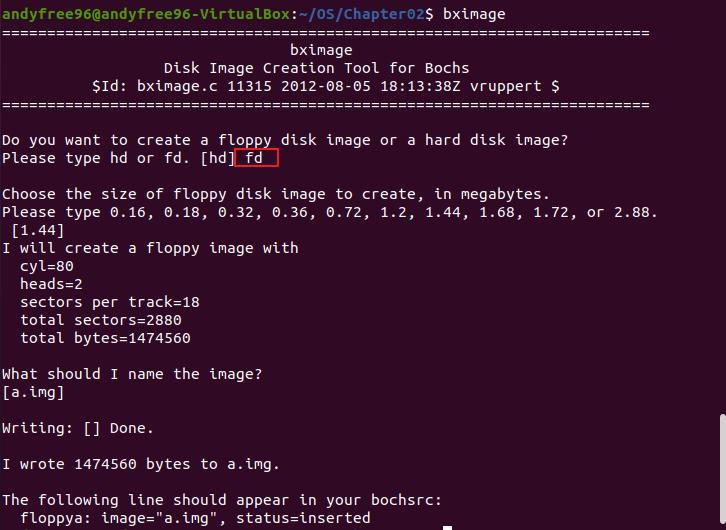 andyfree96@andyfree96-VirtualBox:~/OS/Chapter02$ bximage
========================================================================
bximage
Disk Image Creation Tool for Bochs
$Id: bximage.c 11315 2012-08-05 18:13:38Z vruppert $
========================================================================
Do you want to create a floppy disk image or a hard disk image?
Please type hd or fd. [hd] fd
Choose the size of floppy disk image to create, in megabytes.
Please type 0.16, 0.18, 0.32, 0.36, 0.72, 1.2, 1.44, 1.68, 1.72, or 2.88.
[1.44]
I will create a floppy image with
cyl=80
heads=2
sectors per track=18
total sectors=2880
total bytes=1474560
What should I name the image?
[a.img]
Writing: [] Done.
I wrote 1474560 bytes to a.img.
The following line should appear in your bochsrc:
floppya: image="a.img", status=inserted